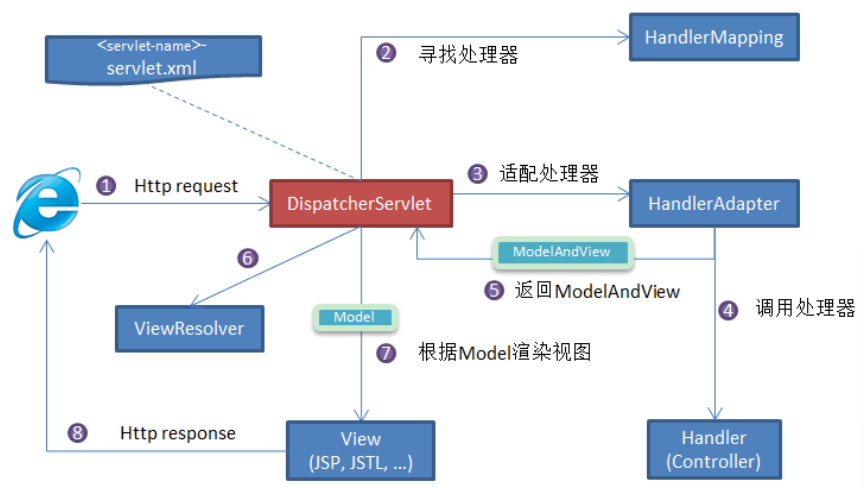 <servlet-name>-
servlet.xml
2 寻找处理器
HandlerMapping
1 Http request
DispatcherServlet
3 适配处理器
HandlerAdapter
ModelAndView
5 返回ModelAndView
6
ViewResolver
Model
4 调用处理器
7 根据Model渲染视图
8 Http response
View
(JSP, JSTL, ...)
Handler
(Controller)